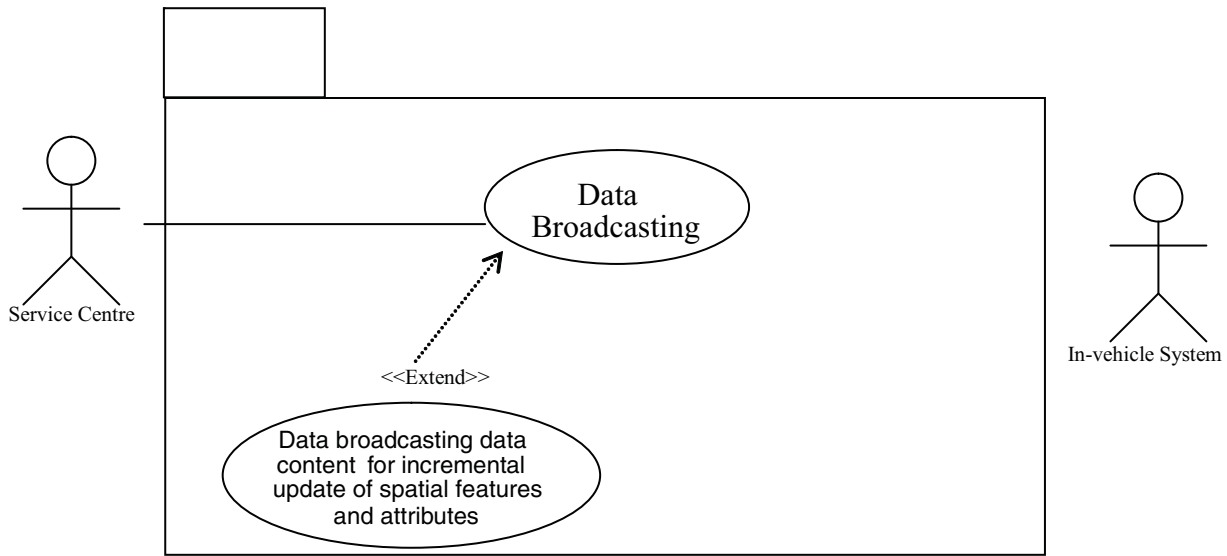 Data
Broadcasting
Service Centre
In-vehicle System
<<Extend>>
Data broadcasting data
content for incremental
update of spatial features
and attributes